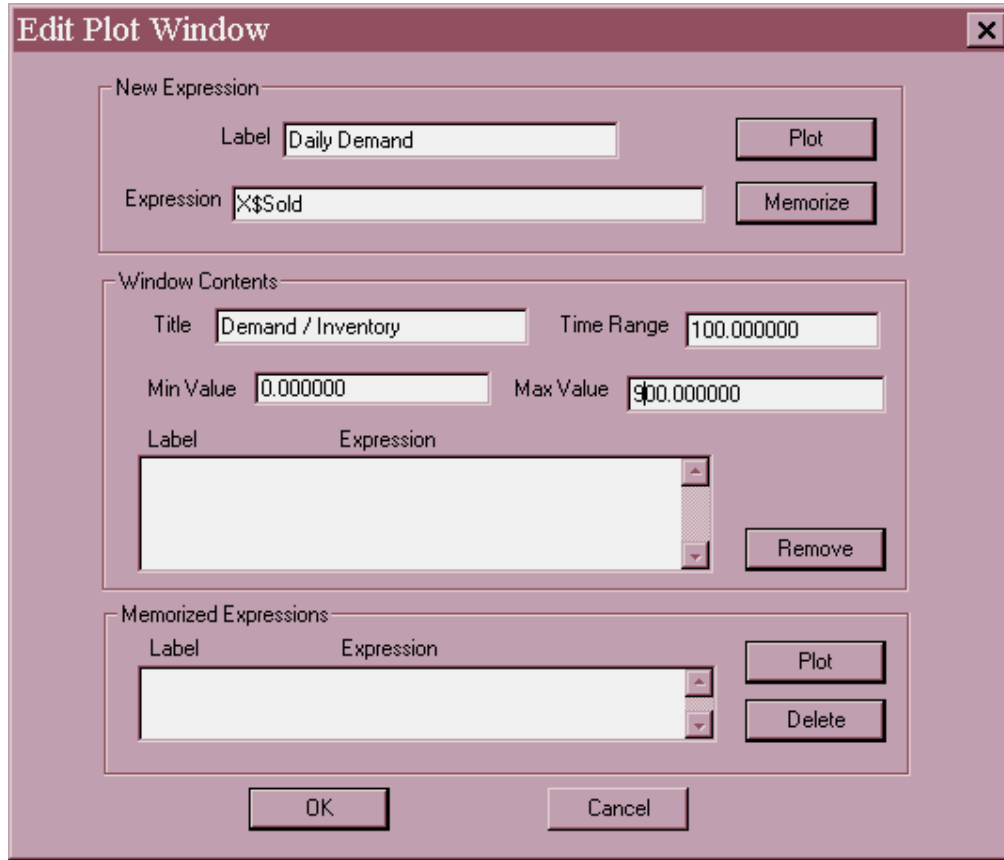 Edit Plot Window
New Expression
Label Daily Demand Plot
Expression X$Sold Memorize
Window Contents
Title Demand / Inventory Time Range 100.000000
Min Value 0.000000 Max Value 900.000000
Label Expression
Remove
Memorized Expressions
Label Expression
Plot
Delete
OK Cancel